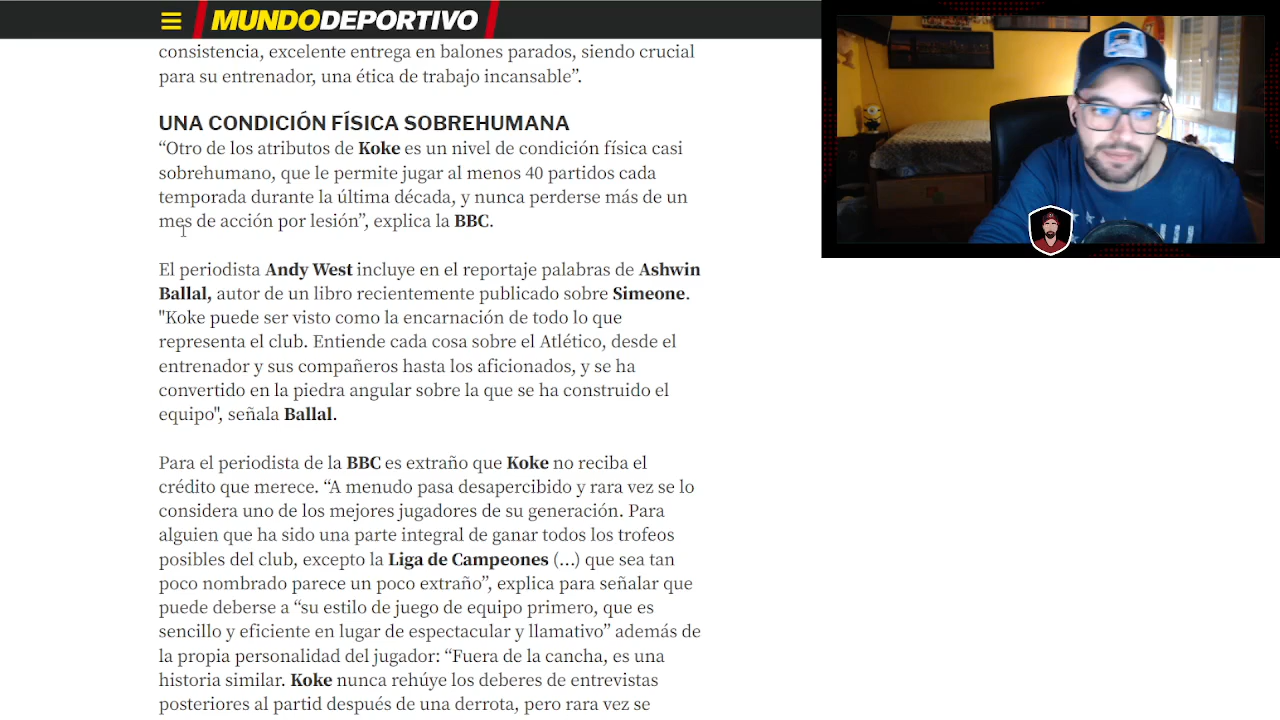 MUNDODEPORTIVO
consistencia, excelente entrega en balones parados, siendo crucial
para su entrenador, una ética de trabajo incansable”.
UNA CONDICIÓN FÍSICA SOBREHUMANA
“Otro de los atributos de Koke es un nivel de condición física casi
sobrehumano, que le permite jugar al menos 40 partidos cada
temporada durante la última década, y nunca perderse más de un
mes de acción por lesión”, explica la BBC.
El periodista Andy West incluye en el reportaje palabras de Ashwin
Ballal, autor de un libro recientemente publicado sobre Simeone.
"Koke puede ser visto como la encarnación de todo lo que
representa el club. Entiende cada cosa sobre el Atlético, desde el
entrenador y sus compañeros hasta los aficionados, y se ha
convertido en la piedra angular sobre la que se ha construido el
equipo", señala Ballal.
Para el periodista de la BBC es extraño que Koke no reciba el
crédito que merece. “A menudo pasa desapercibido y rara vez se lo
considera uno de los mejores jugadores de su generación. Para
alguien que ha sido una parte integral de ganar todos los trofeos
posibles del club, excepto la Liga de Campeones (...) que sea tan
poco nombrado parece un poco extraño”, explica para señalar que
puede deberse a “su estilo de juego de equipo primero, que es
sencillo y eficiente en lugar de espectacular y llamativo” además de
la propia personalidad del jugador: “Fuera de la cancha, es una
historia similar. Koke nunca rehúye los deberes de entrevistas
posteriores al partid después de una derrota, pero rara vez se